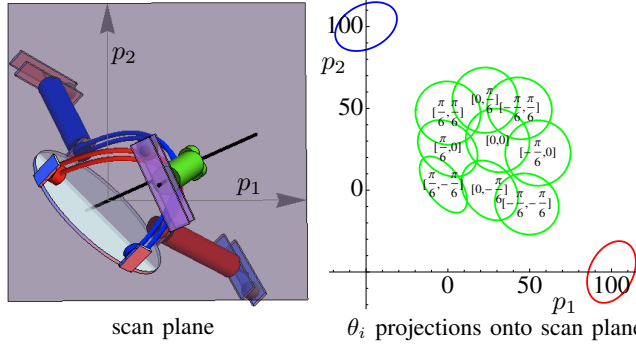 p₂
p₁
scan plane
100
p₂
50
0
[π/6,π/6]
[0,π/6]
[-π/6,π/6]
[π/6,0]
[0,0]
[-π/6,0]
[π/6,-π/6]
[0,-π/6]
[-π/6,-π/6]
0
50
100
p₁
θᵢ projections onto scan plane